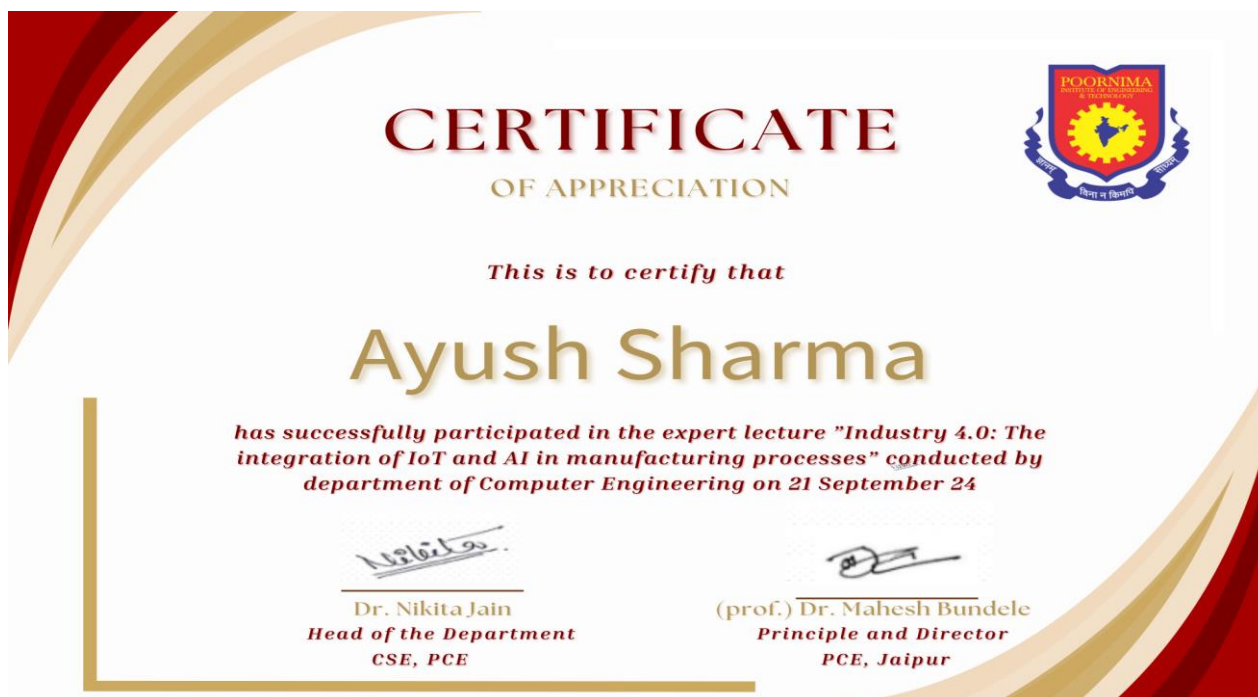 CERTIFICATE
OF APPRECIATION
POORNIMA
INSTITUTE OF ENGINEERING
& TECHNOLOGY
ज्ञानम्
विना न किमपि
साध्यम्
This is to certify that
Ayush Sharma
has successfully participated in the expert lecture "Industry 4.0: The
integration of IoT and AI in manufacturing processes" conducted by
department of Computer Engineering on 21 September 24
Nikita
Dr. Nikita Jain
Head of the Department
CSE, PCE
(prof.) Dr. Mahesh Bundele
Principle and Director
PCE, Jaipur